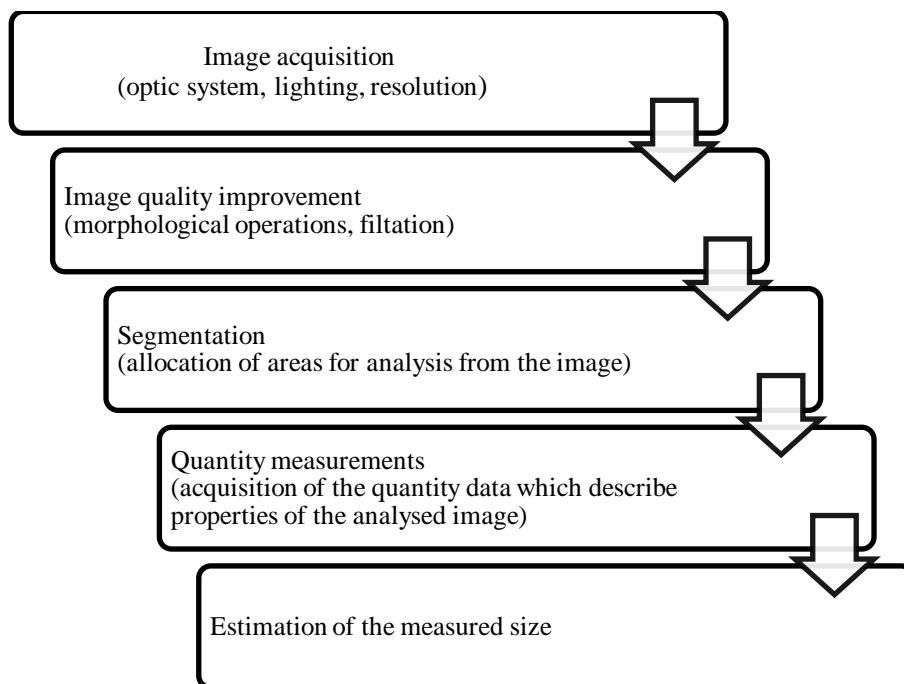 Image acquisition
(optic system, lighting, resolution)
Image quality improvement
(morphological operations, filtation)
Segmentation
(allocation of areas for analysis from the image)
Quantity measurements
(acquisition of the quantity data which describe
properties of the analysed image)
Estimation of the measured size